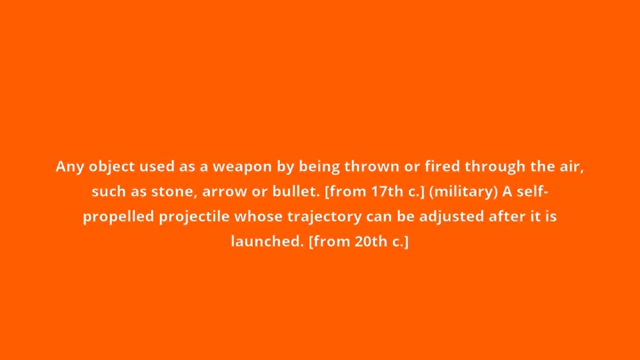 Any object used as a weapon by being thrown or fired through the air,
such as stone, arrow or bullet. [from 17th c.] (military) A self-
propelled projectile whose trajectory can be adjusted after it is
launched. [from 20th c.]